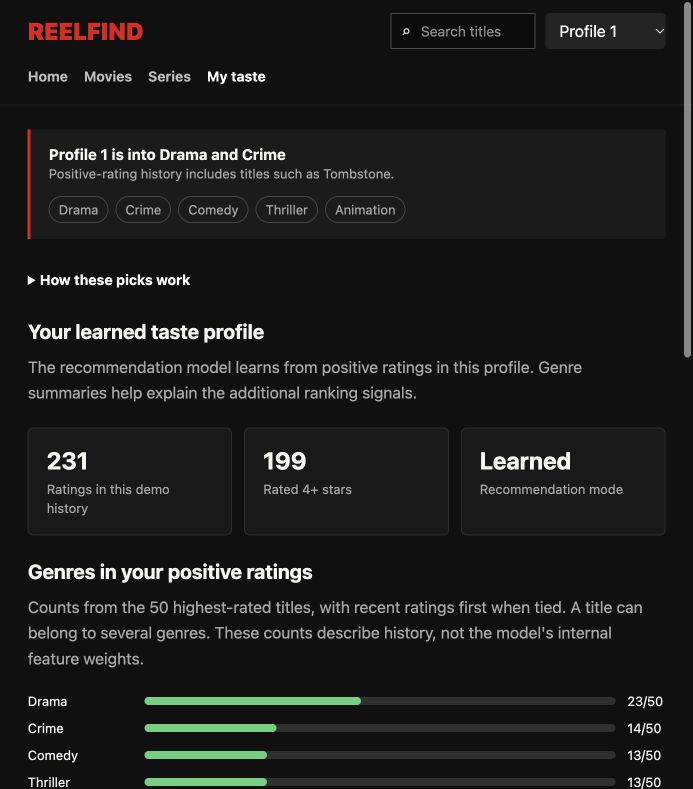 REELFIND
Search titles
Profile 1
Home Movies Series My taste
Profile 1 is into Drama and Crime
Positive-rating history includes titles such as Tombstone.
Drama Crime Comedy Thriller Animation
How these picks work
Your learned taste profile
The recommendation model learns from positive ratings in this profile. Genre
summaries help explain the additional ranking signals.
231
Ratings in this demo
history
199
Rated 4+ stars
Learned
Recommendation mode
Genres in your positive ratings
Counts from the 50 highest-rated titles, with recent ratings first when tied. A title can
belong to several genres. These counts describe history, not the model's internal
feature weights.
Drama 23/50
Crime 14/50
Comedy 13/50
Thriller 13/50